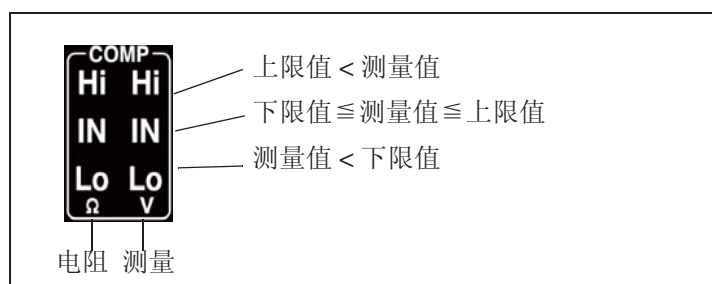 COMP
Hi Hi
上限值 < 测量值
IN IN
下限值≦测量值≦上限值
Lo Lo
测量值 < 下限值
Ω V
电阻 测量